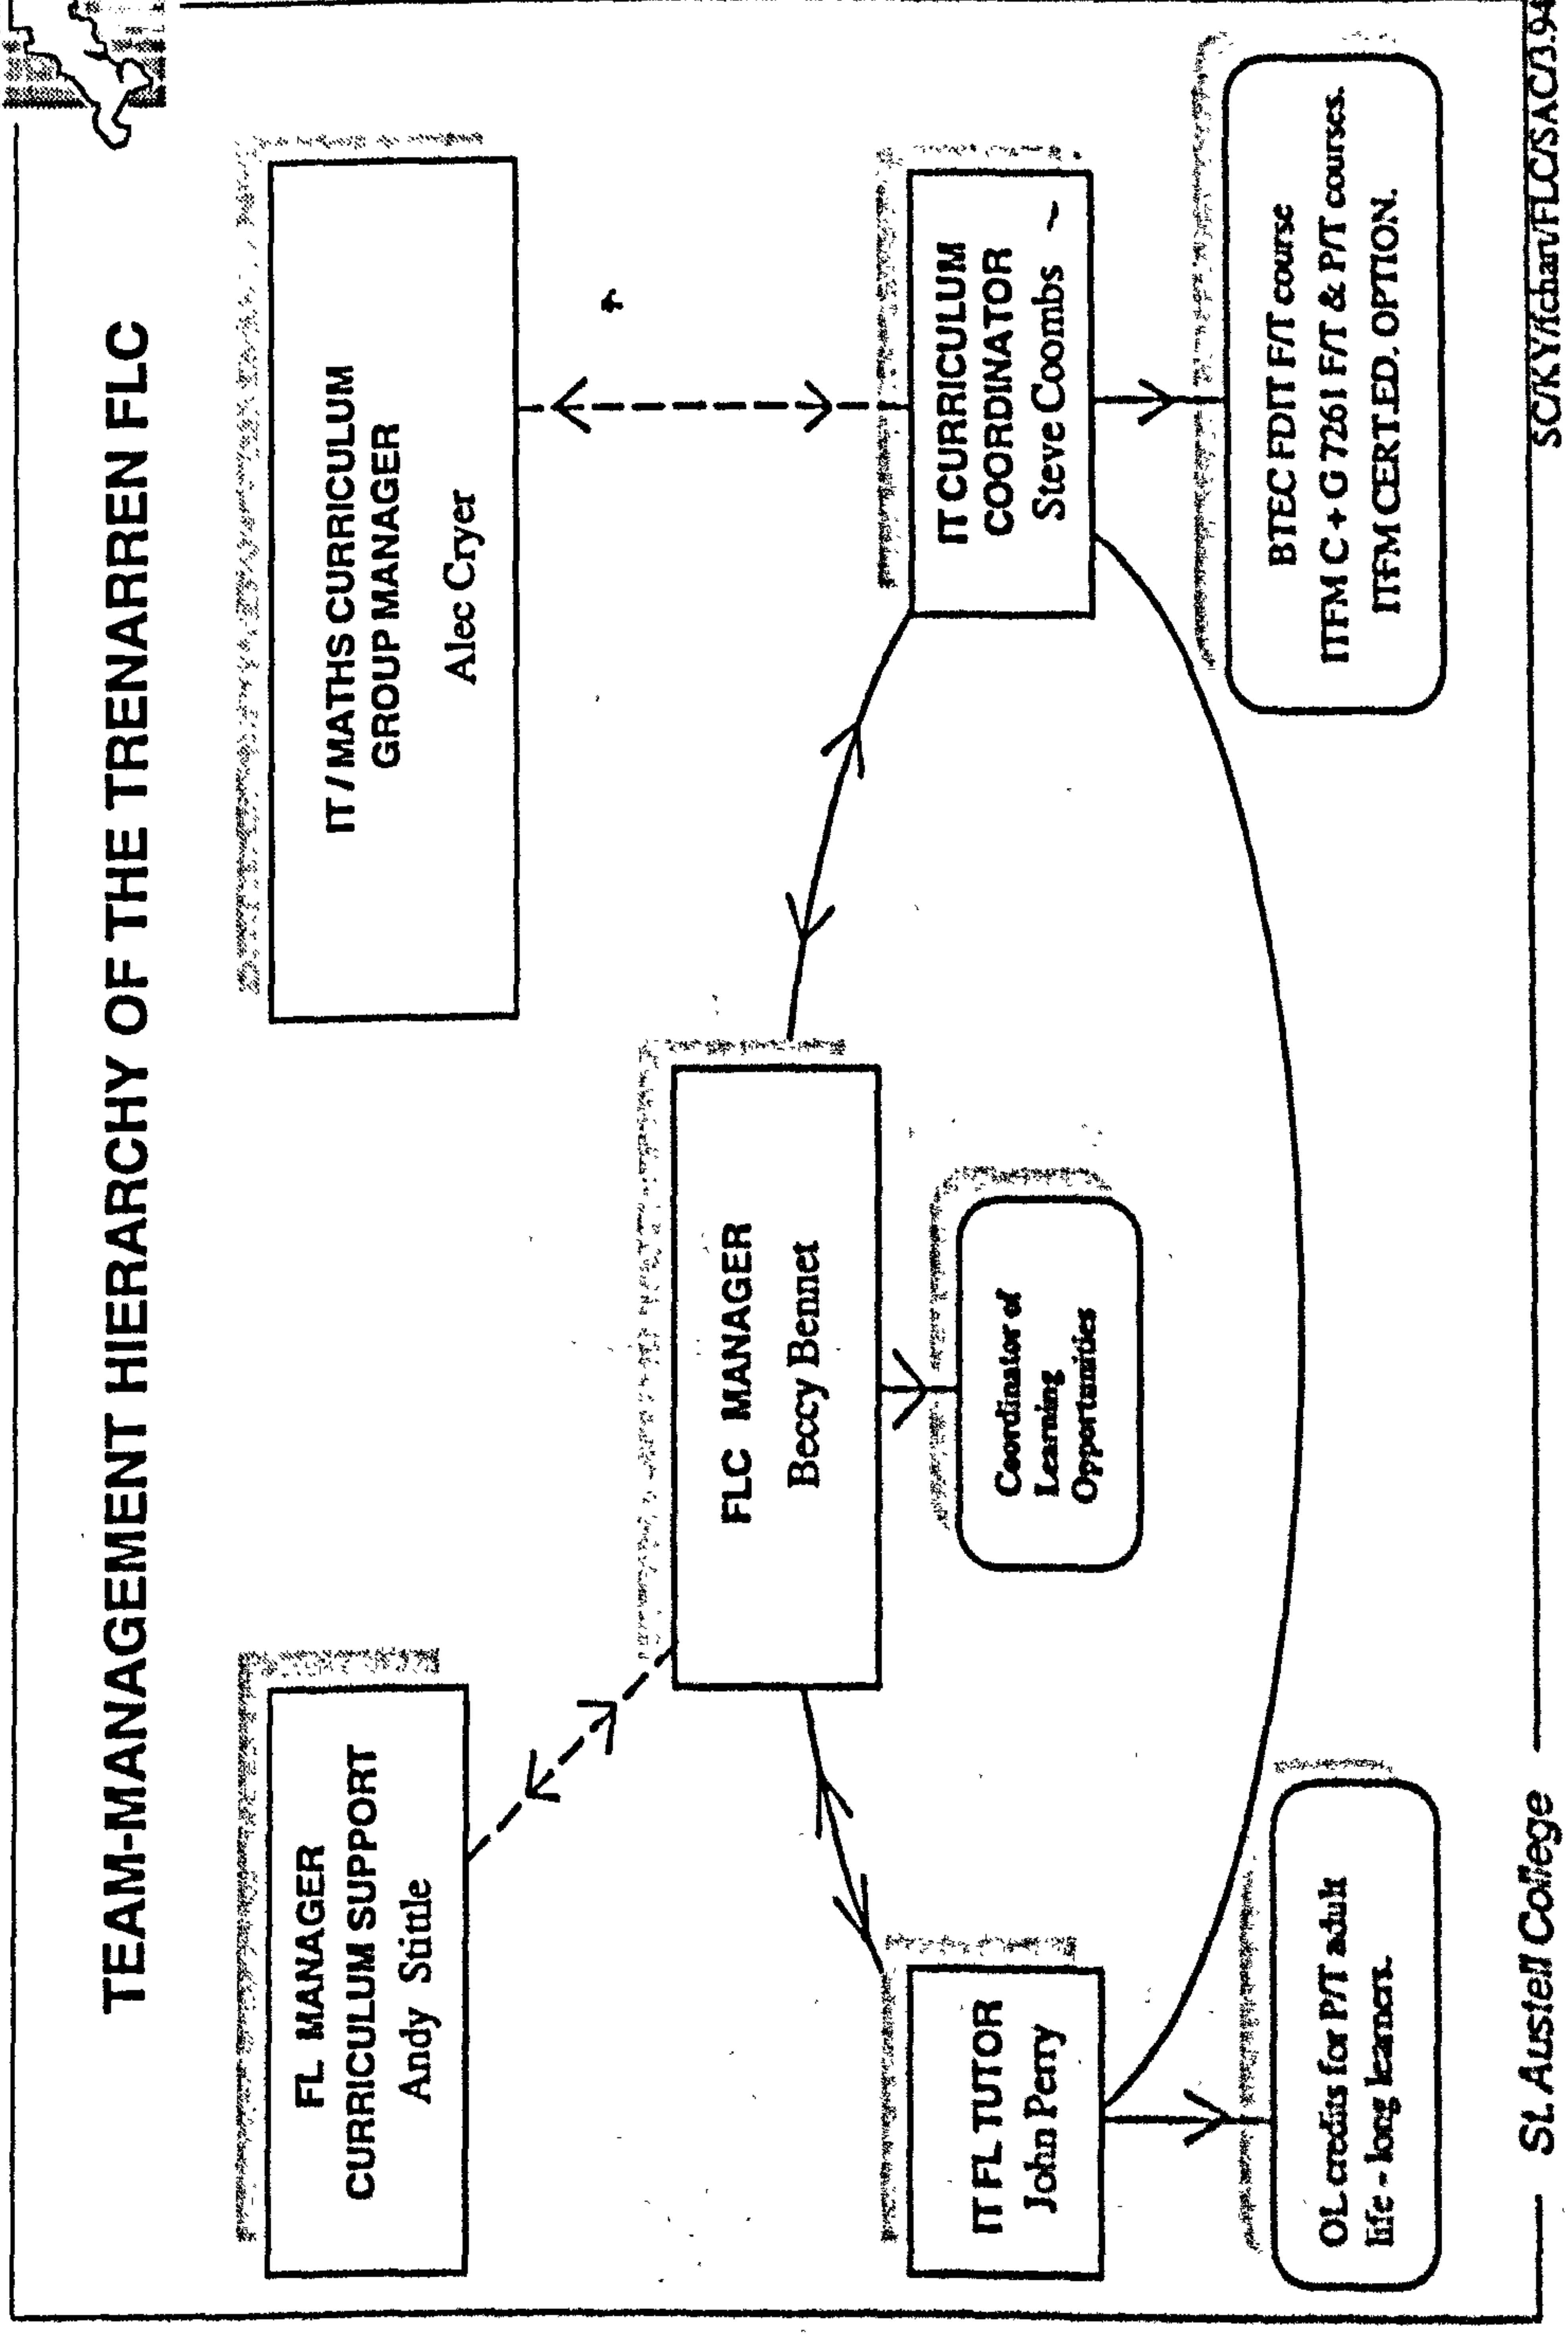 TEAM-MANAGEMENT HIERARCHY OF THE TRENARREN FLC
FL MANAGER
CURRICULUM SUPPORT
Andy Stittle
IT / MATHS CURRICULUM
GROUP MANAGER
Alec Cryer
FLC MANAGER
Beccy Bennet
Coordinator of
Learning
Opportunities
IT FL TUTOR
John Perry
IT CURRICULUM
COORDINATOR
Steve Coombs
OL credits for P/T adult
life - long learners.
BTEC FDIT F/T course
ITFM C + G 7261 F/T & P/T courses.
ITFM CERT.ED. OPTION.
St. Austell College
SC/KY/fchart/FLC/SAC/3.94